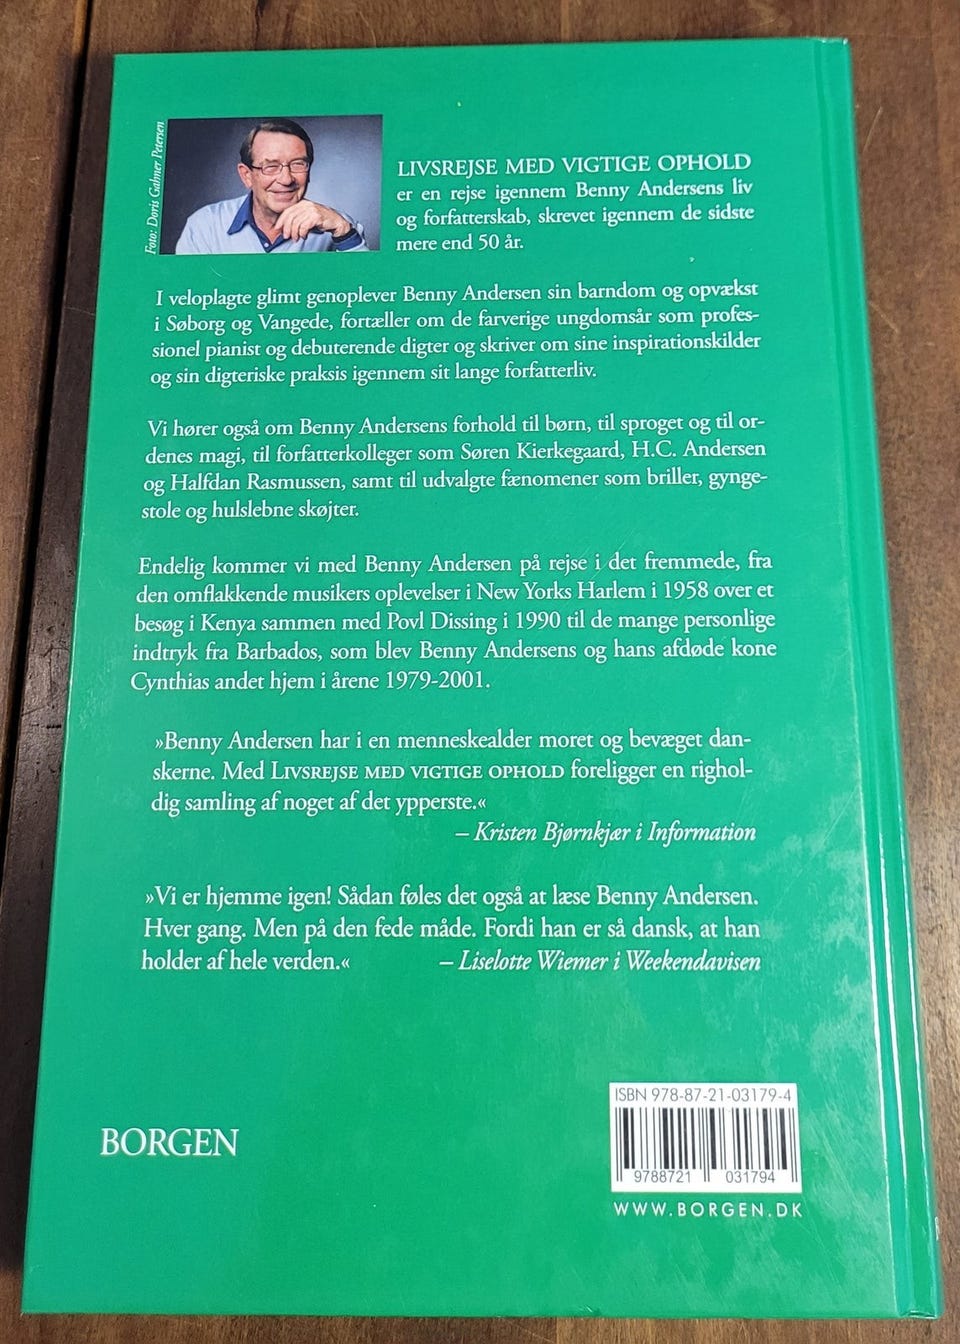 Foto: Doris Gahner Petersen
LIVSREJSE MED VIGTIGE OPHOLD
er en rejse igennem Benny Andersens liv
og forfatterskab, skrevet igennem de sidste
mere end 50 år.
I veloplagte glimt genoplever Benny Andersen sin barndom og opvækst
i Søborg og Vangede, fortæller om de farverige ungdomsår som profes-
sionel pianist og debuterende digter og skriver om sine inspirationskilder
og sin digteriske praksis igennem sit lange forfatterliv.
Vi hører også om Benny Andersens forhold til børn, til sproget og til or-
denes magi, til forfatterkolleger som Søren Kierkegaard, H.C. Andersen
og Halfdan Rasmussen, samt til udvalgte fænomener som briller, gynge-
stole og hulslebne skøjter.
Endelig kommer vi med Benny Andersen på rejse i det fremmede, fra
den omflakkende musikers oplevelser i New Yorks Harlem i 1958 over et
besøg i Kenya sammen med Povl Dissing i 1990 til de mange personlige
indtryk fra Barbados, som blev Benny Andersens og hans afdøde kone
Cynthias andet hjem i årene 1979-2001.
»Benny Andersen har i en menneskealder moret og bevæget dan-
skerne. Med LIVSREJSE MED VIGTIGE OPHOLD foreligger en righol-
dig samling af noget af det ypperste.«
– Kristen Bjørnkjær i Information
»Vi er hjemme igen! Sådan føles det også at læse Benny Andersen.
Hver gang. Men på den fede måde. Fordi han er så dansk, at han
holder af hele verden.« – Liselotte Wiemer i Weekendavisen
BORGEN
ISBN 978-87-21-03179-4
9788721 031794
WWW.BORGEN.DK